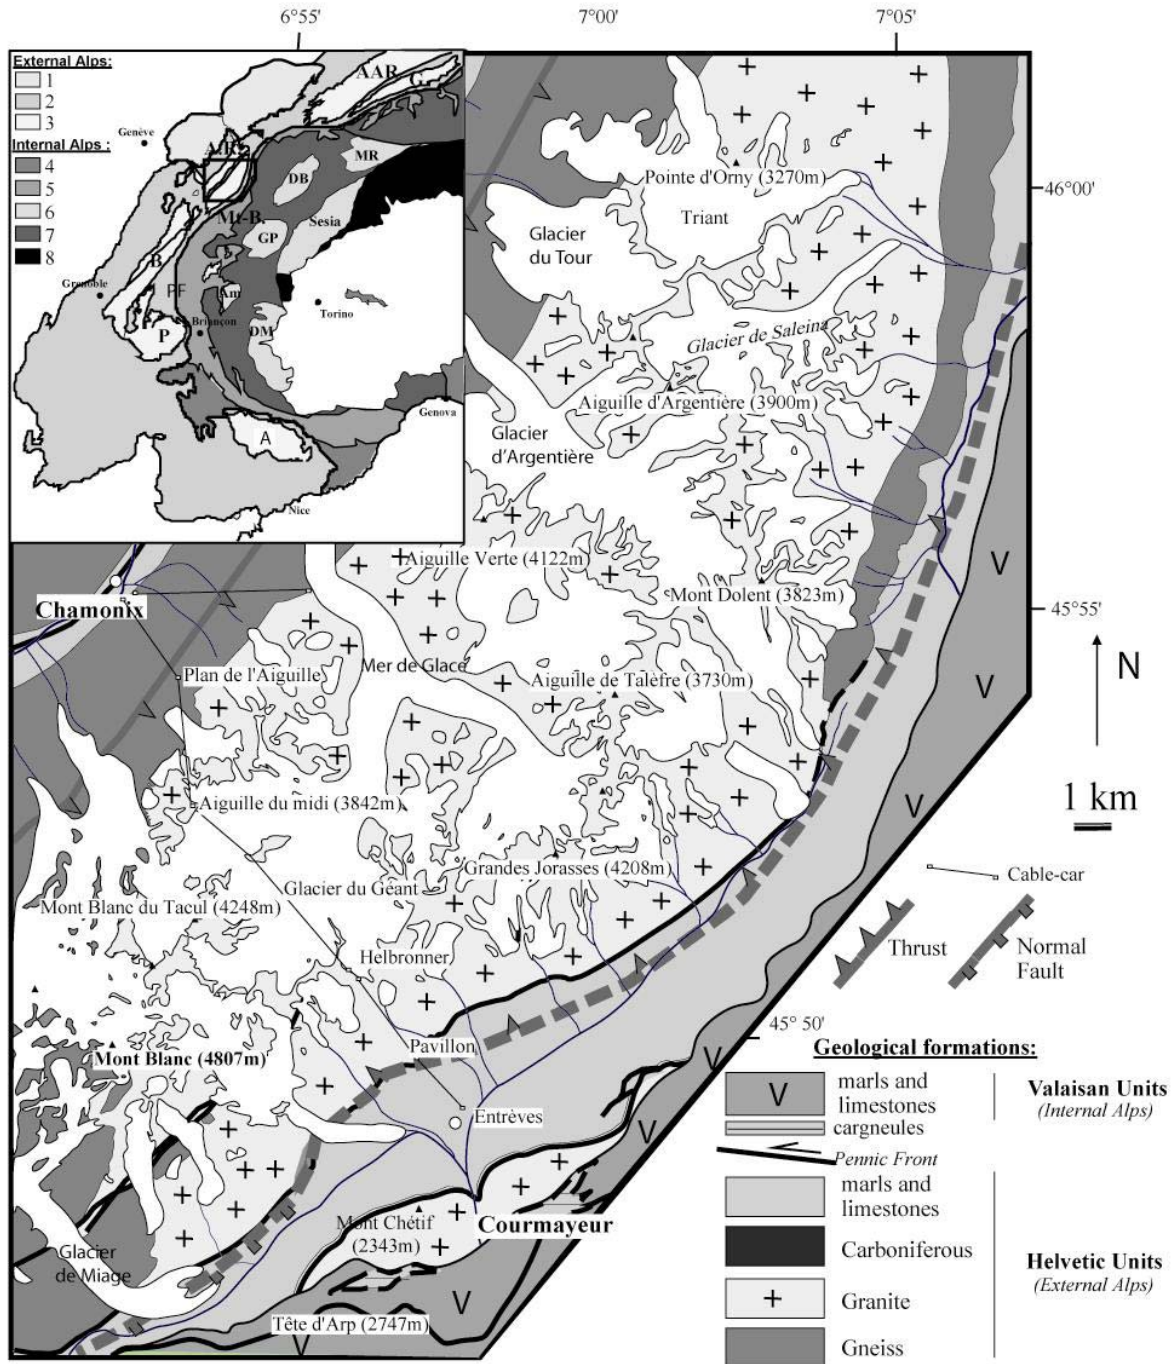 6°55'
7°00'
7°05'
External Alps:
1
2
3
Internal Alps :
4
5
6
7
8
AAR
G.
Genève
A.R.
MR
DB
Mt-B.
Sesia
GP
B
Grenoble
PF
Am
Torino
P
Briançon
DM
Genova
A
Nice
Pointe d'Orny (3270m)
46°00'
Triant
Glacier
du Tour
Glacier de Saleina
Aiguille d'Argentière (3900m)
Glacier
d'Argentière
Aiguille Verte (4122m)
Chamonix
Mont Dolent (3823m)
V
45°55'
Mer de Glace
Plan de l'Aiguille
Aiguille de Talèfre (3730m)
N
V
Aiguille du midi (3842m)
V
1 km
Grandes Jorasses (4208m)
Cable-car
Glacier du Géant
Mont Blanc du Tacul (4248m)
Helbronner
Thrust
Normal
Fault
45° 50'
Pavillon
Mont Blanc (4807m)
V
Geological formations:
V
marls and
limestones
Valaisan Units
(Internal Alps)
Entrèves
V
cargneules
Pennic Front
marls and
limestones
Mont Chétif
(2343m)
Courmayeur
Glacier
de Miage
Carboniferous
Helvetic Units
(External Alps)
V
Granite
Tête d'Arp (2747m)
V
Gneiss